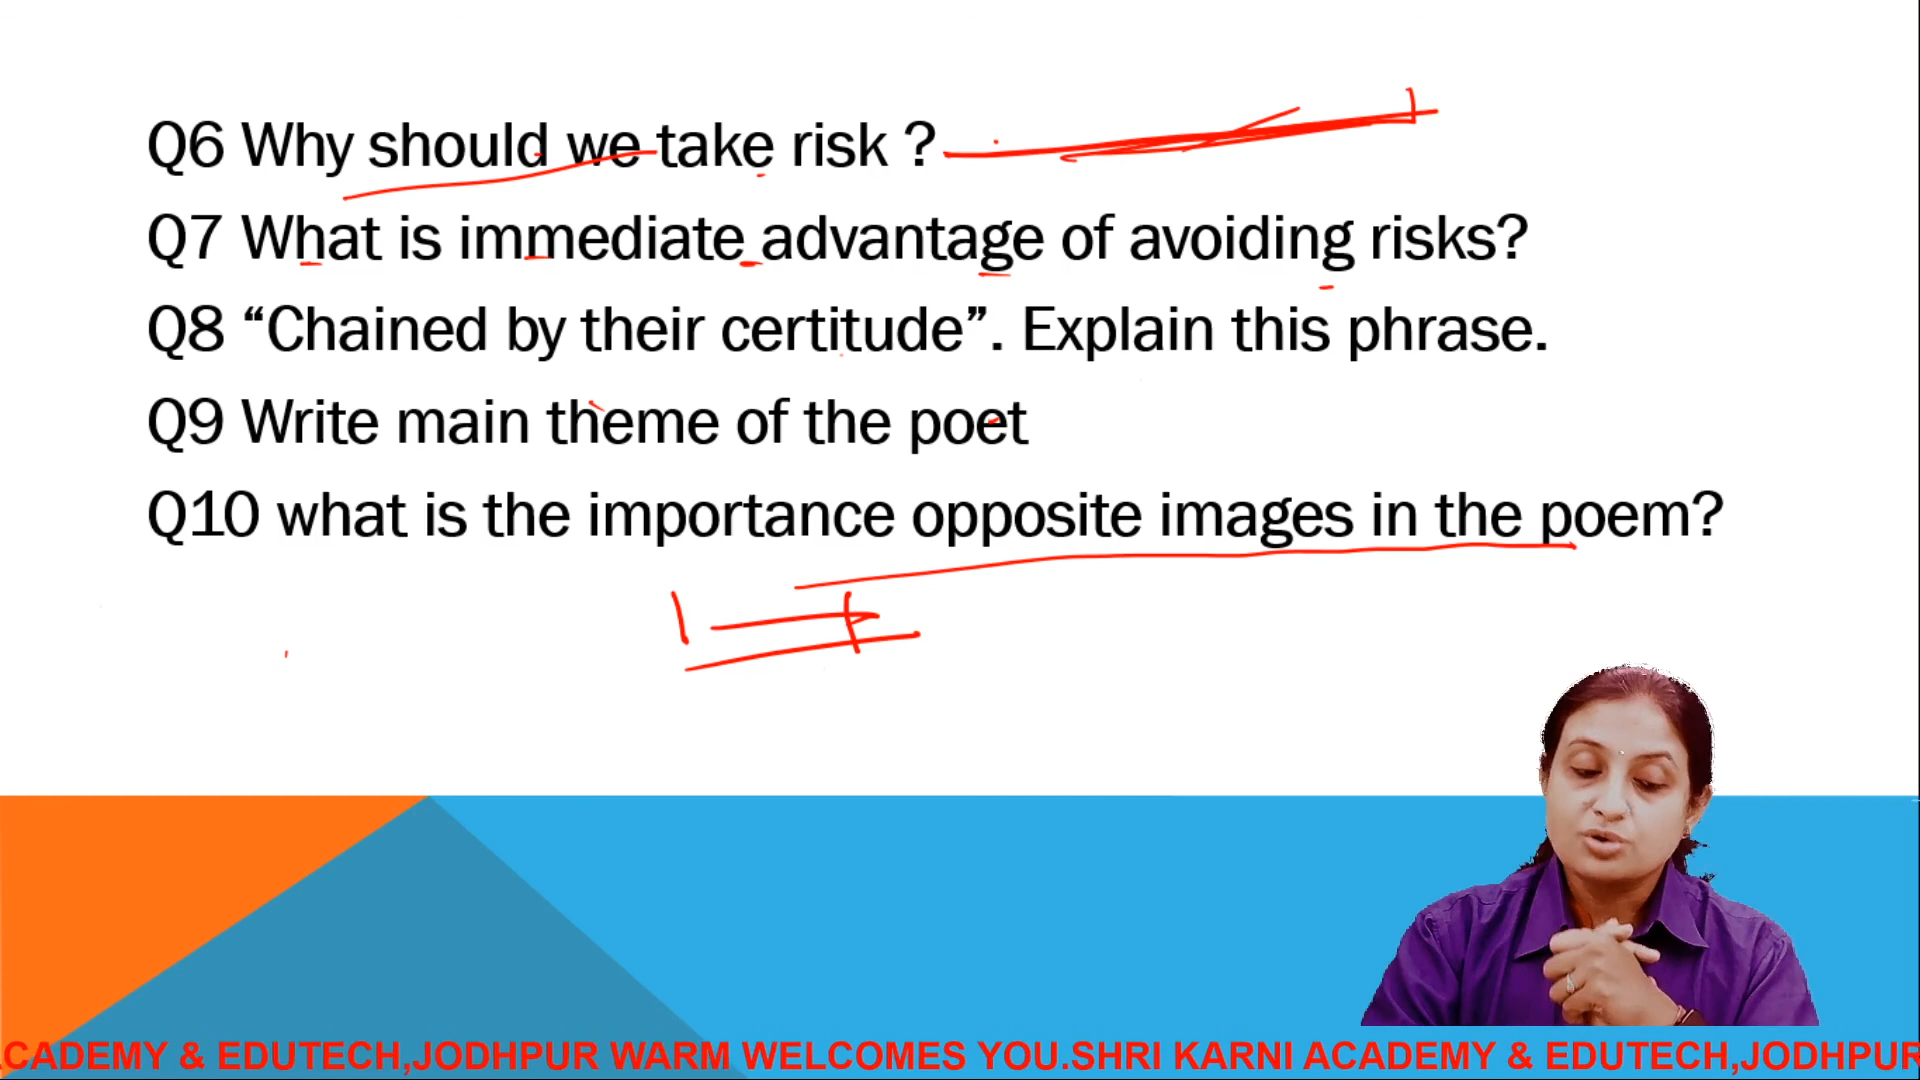 Q6 Why should we take risk ?
Q7 What is immediate advantage of avoiding risks?
Q8 “Chained by their certitude”. Explain this phrase.
Q9 Write main theme of the poet
Q10 what is the importance opposite images in the poem?
CADEMY & EDUTECH,JODHPUR WARM WELCOMES YOU.SHRI KARNI ACADEMY & EDUTECH,JODHPUR